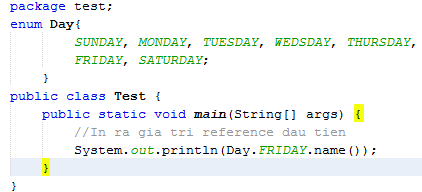 package test;
enum Day{
SUNDAY, MONDAY, TUESDAY, WEDSDAY, THURSDAY,
FRIDAY, SATURDAY;
}
public class Test {
public static void main(String[] args) {
//In ra gia tri reference dau tien
System.out.println(Day.FRIDAY.name());
}
}